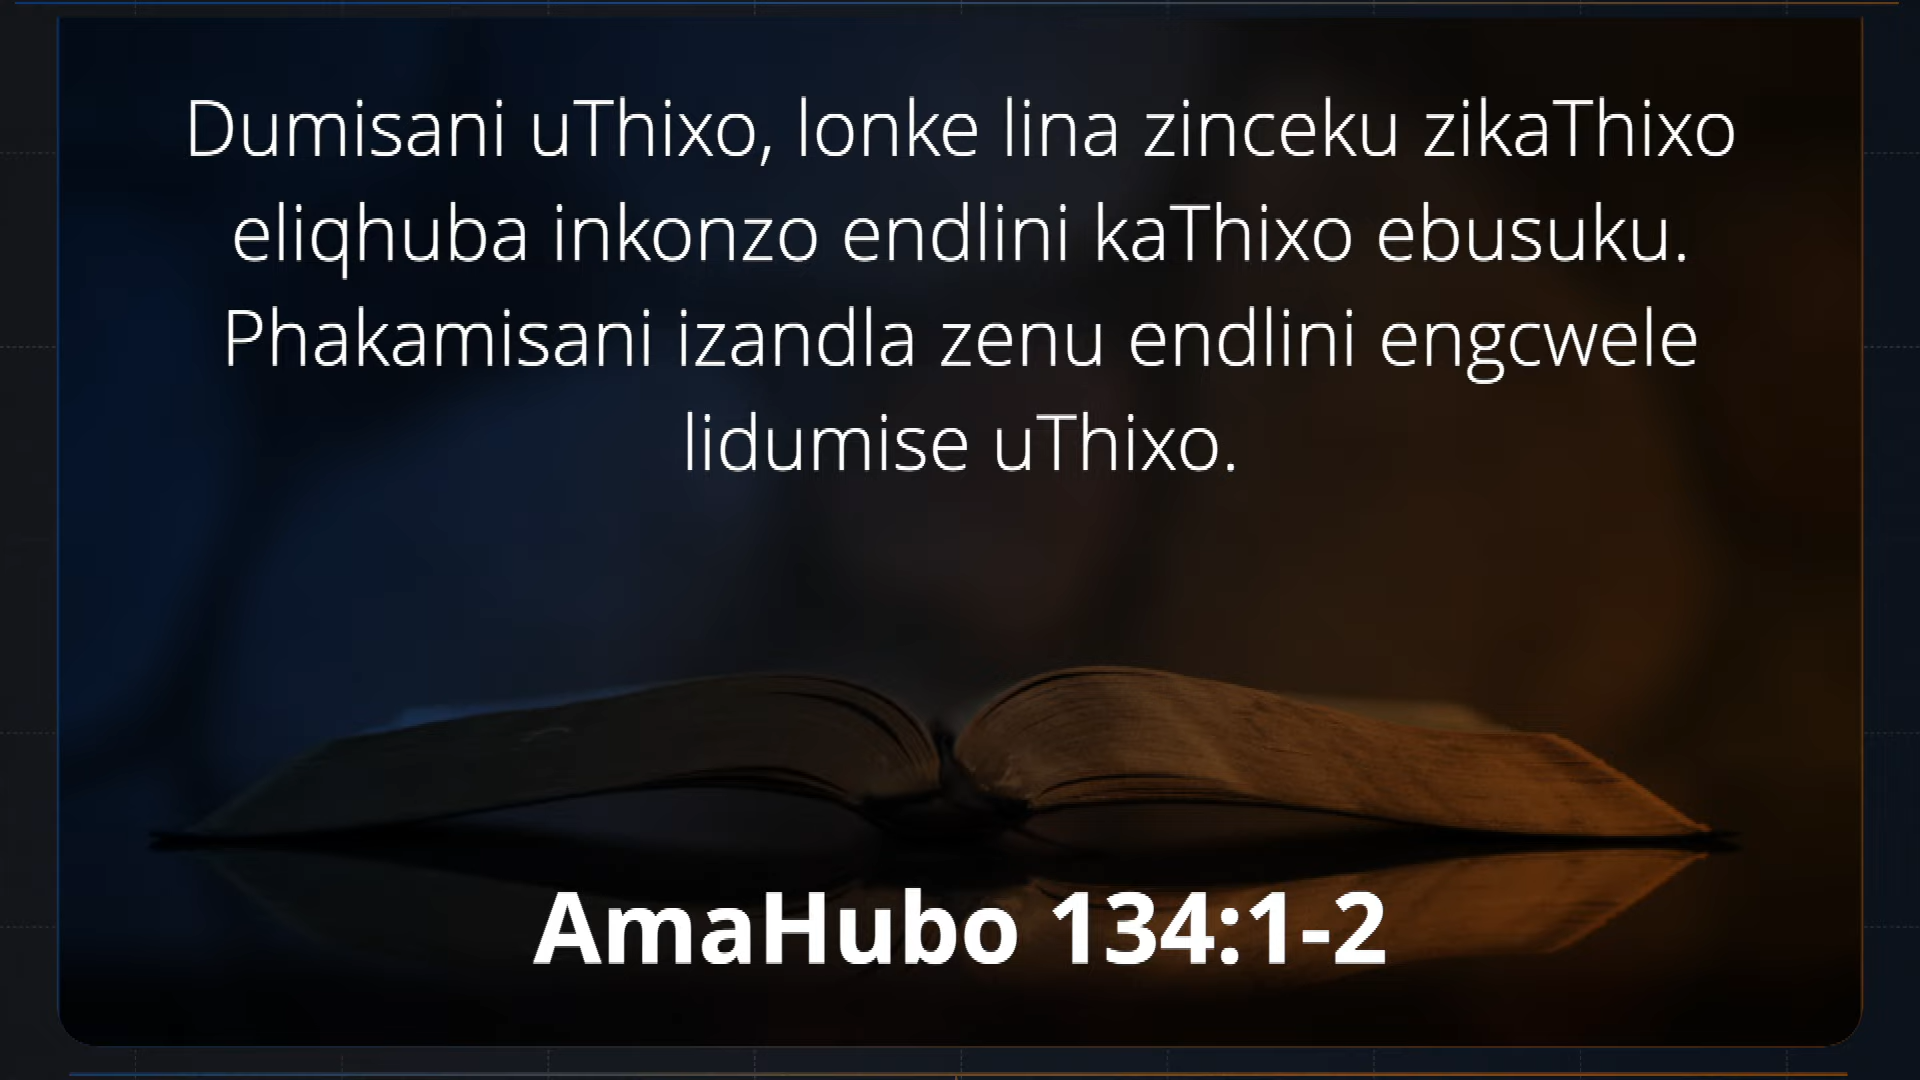 Dumisani uThixo, lonke lina zinceku zikaThixo
eliqhuba inkonzo endlini kaThixo ebusuku.
Phakamisani izandla zenu endlini engcwele
lidumise uThixo.
AmaHubo 134:1-2